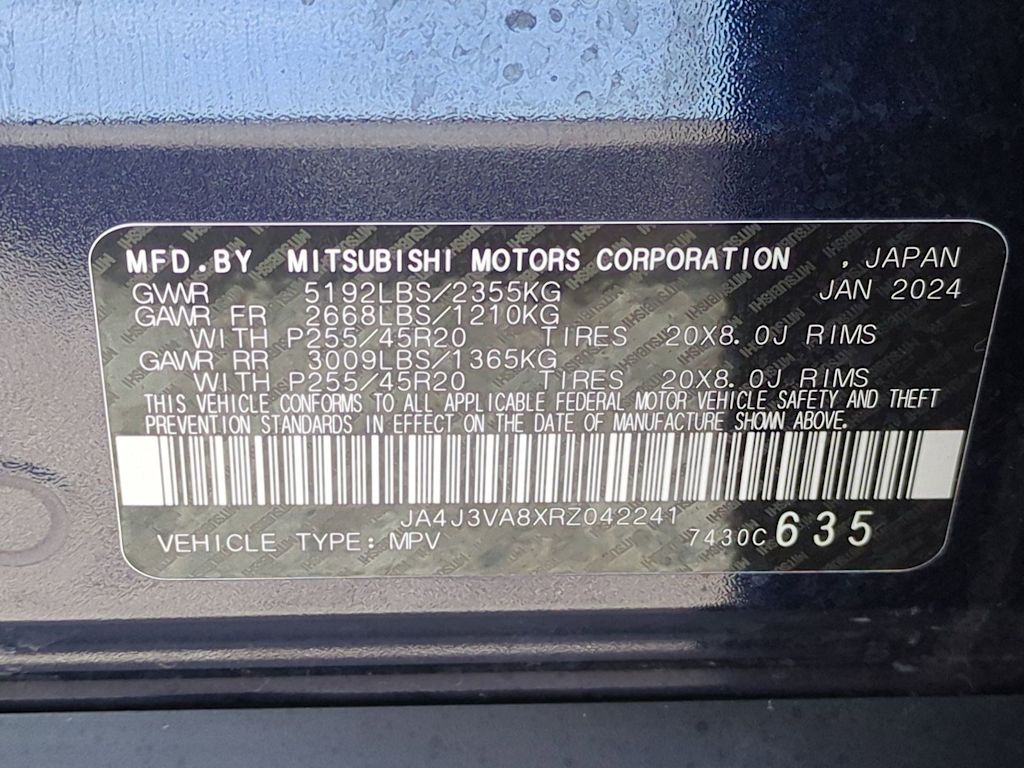 MFD.BY MITSUBISHI MOTORS CORPORATION , JAPAN
GVWR 5192LBS/2355KG JAN 2024
GAWR FR 2668LBS/1210KG
WITH P255/45R20 TIRES 20X8.0J RIMS
GAWR RR 3009LBS/1365KG
WITH P255/45R20 TIRES 20X8.0J RIMS
THIS VEHICLE CONFORMS TO ALL APPLICABLE FEDERAL MOTOR VEHICLE SAFETY AND THEFT
PREVENTION STANDARDS IN EFFECT ON THE DATE OF MANUFACTURE SHOWN ABOVE.
JA4J3VA8XRZ042241
VEHICLE TYPE: MPV 7430C 635